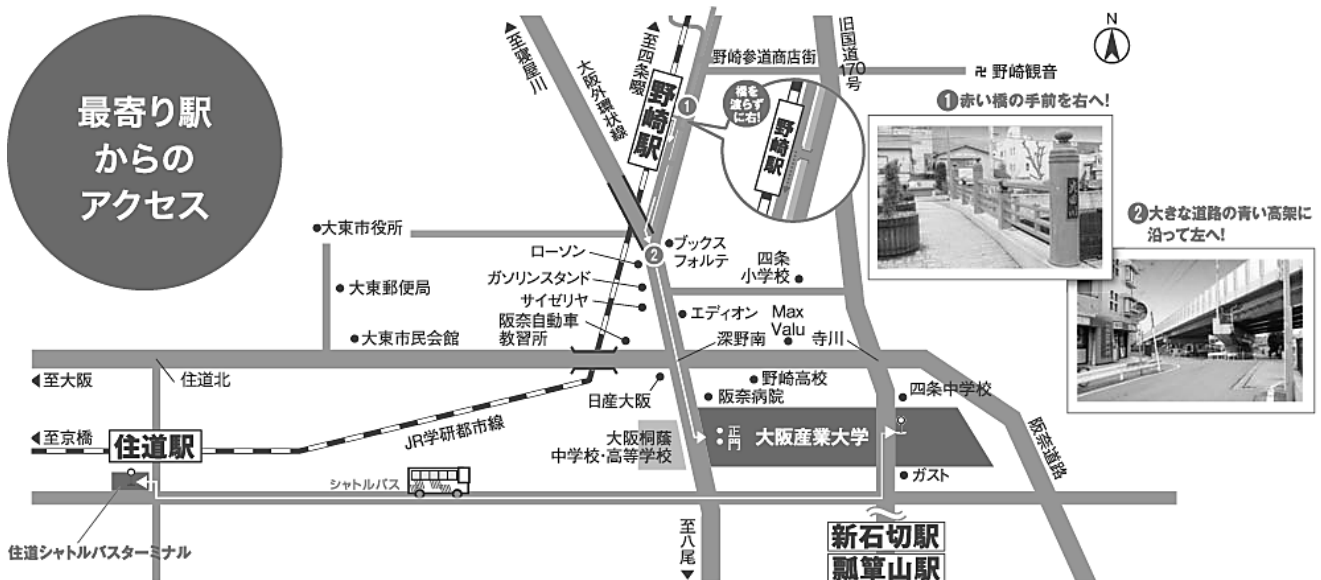 最寄り駅
からの
アクセス
至寝屋川
大阪外環状線
至四条畷
野崎駅
1
野崎参道商店街
旧国道170号
卍 野崎観音
N
橋を
渡らず
に右!
野崎駅
1赤い橋の手前を右へ!
2大きな道路の青い高架に
沿って左へ!
大東市役所
大東郵便局
大東市民会館
ローソン
ガソリンスタンド
サイゼリヤ
阪奈自動車
教習所
2
ブックス
フォルテ
四条
小学校
エディオン
Max
Valu
深野南
寺川
至大阪
住道北
日産大阪
野崎高校
阪奈病院
四条中学校
至京橋
住道駅
JR学研都市線
大阪桐蔭
中学校・高等学校
正門
大阪産業大学
阪奈道路
ガスト
シャトルバス
住道シャトルバスターミナル
至八尾
新石切駅
瓢箪山駅